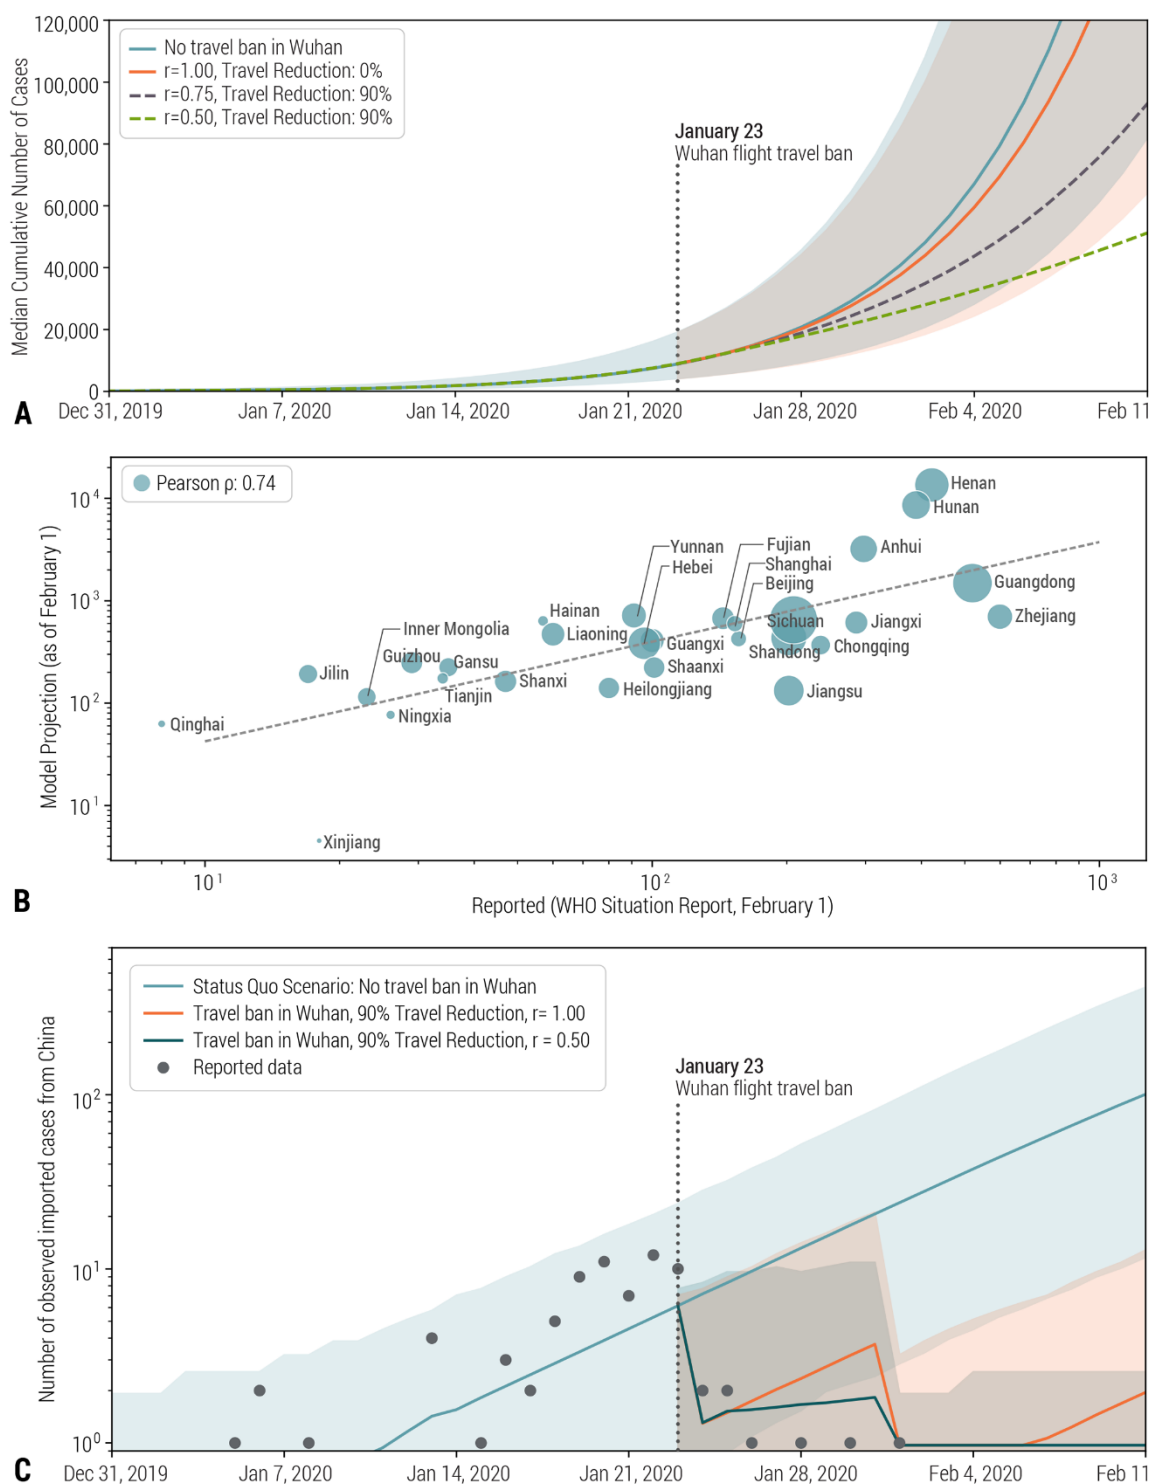 120,000
100,000
80,000
60,000
40,000
20,000
0
Median Cumulative Number of Cases
No travel ban in Wuhan
r=1.00, Travel Reduction: 0%
r=0.75, Travel Reduction: 90%
r=0.50, Travel Reduction: 90%
January 23
Wuhan flight travel ban
A
Dec 31, 2019 Jan 7, 2020 Jan 14, 2020 Jan 21, 2020 Jan 28, 2020 Feb 4, 2020 Feb 11
Pearson ρ: 0.74
10⁴
10³
10²
10¹
Model Projection (as of February 1)
Henan
Hunan
Anhui
Yunnan
Hebei
Fujian
Shanghai
Beijing
Guangdong
Zhejiang
Hainan
Liaoning
Inner Mongolia
Guizhou
Gansu
Guangxi
Sichuan
Jiangxi
Shandong
Chongqing
Jilin
Shanxi
Shaanxi
Tianjin
Heilongjiang
Jiangsu
Ningxia
Qinghai
Xinjiang
10¹ 10² 10³
B
Reported (WHO Situation Report, February 1)
Status Quo Scenario: No travel ban in Wuhan
Travel ban in Wuhan, 90% Travel Reduction, r= 1.00
Travel ban in Wuhan, 90% Travel Reduction, r = 0.50
Reported data
January 23
Wuhan flight travel ban
10²
10¹
10⁰
Number of observed imported cases from China
C
Dec 31, 2019 Jan 7, 2020 Jan 14, 2020 Jan 21, 2020 Jan 28, 2020 Feb 4, 2020 Feb 11